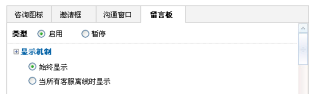 咨询图标 邀请框 沟通窗口 留言板
类型 启用 暂停
显示机制
始终显示
当所有客服离线时显示